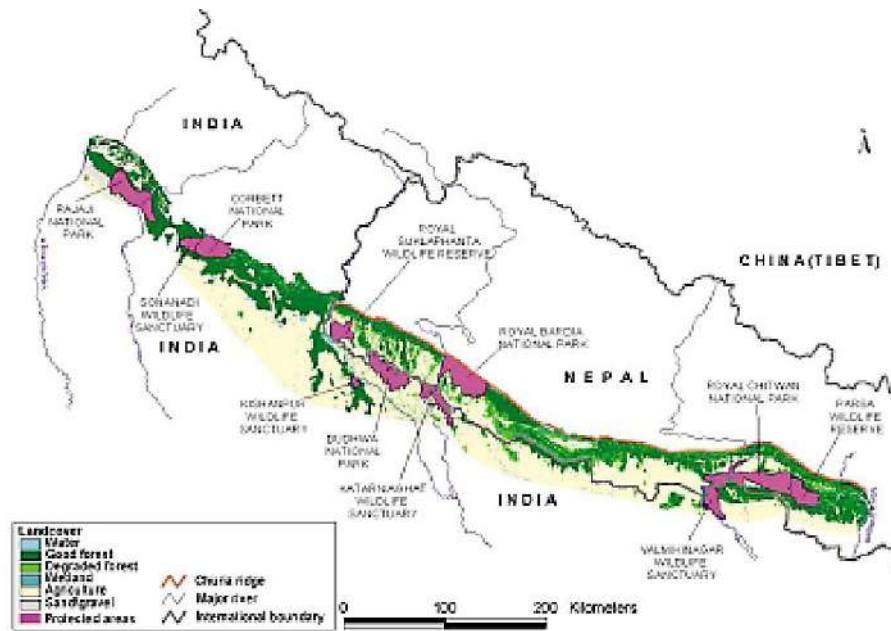 INDIA
CORBETT
NATIONAL
PARK
RAJAJI
NATIONAL
PARK
ROYAL
SUKLAPHANTA
WILDLIFE RESERVE
CHINA(TIBET)
SONANADI
WILDLIFE
SANCTUARY
INDIA
ROYAL BARDIA
NATIONAL PARK
NEPAL
ROYAL CHITWAN
NATIONAL PARK
PARSA
WILDLIFE
RESERVE
KISHANPUR
WILDLIFE
SANCTUARY
DUDHWA
NATIONAL
PARK
KATARNIAGHAT
WILDLIFE
SANCTUARY
INDIA
VALMIKINAGAR
WILDLIFE
SANCTUARY
Landcover
Water
Good forest
Degraded forest
Wetland
Agriculture
Sand/gravel
Protected areas
Churia ridge
Major river
International boundary
0 100 200 Kilometers